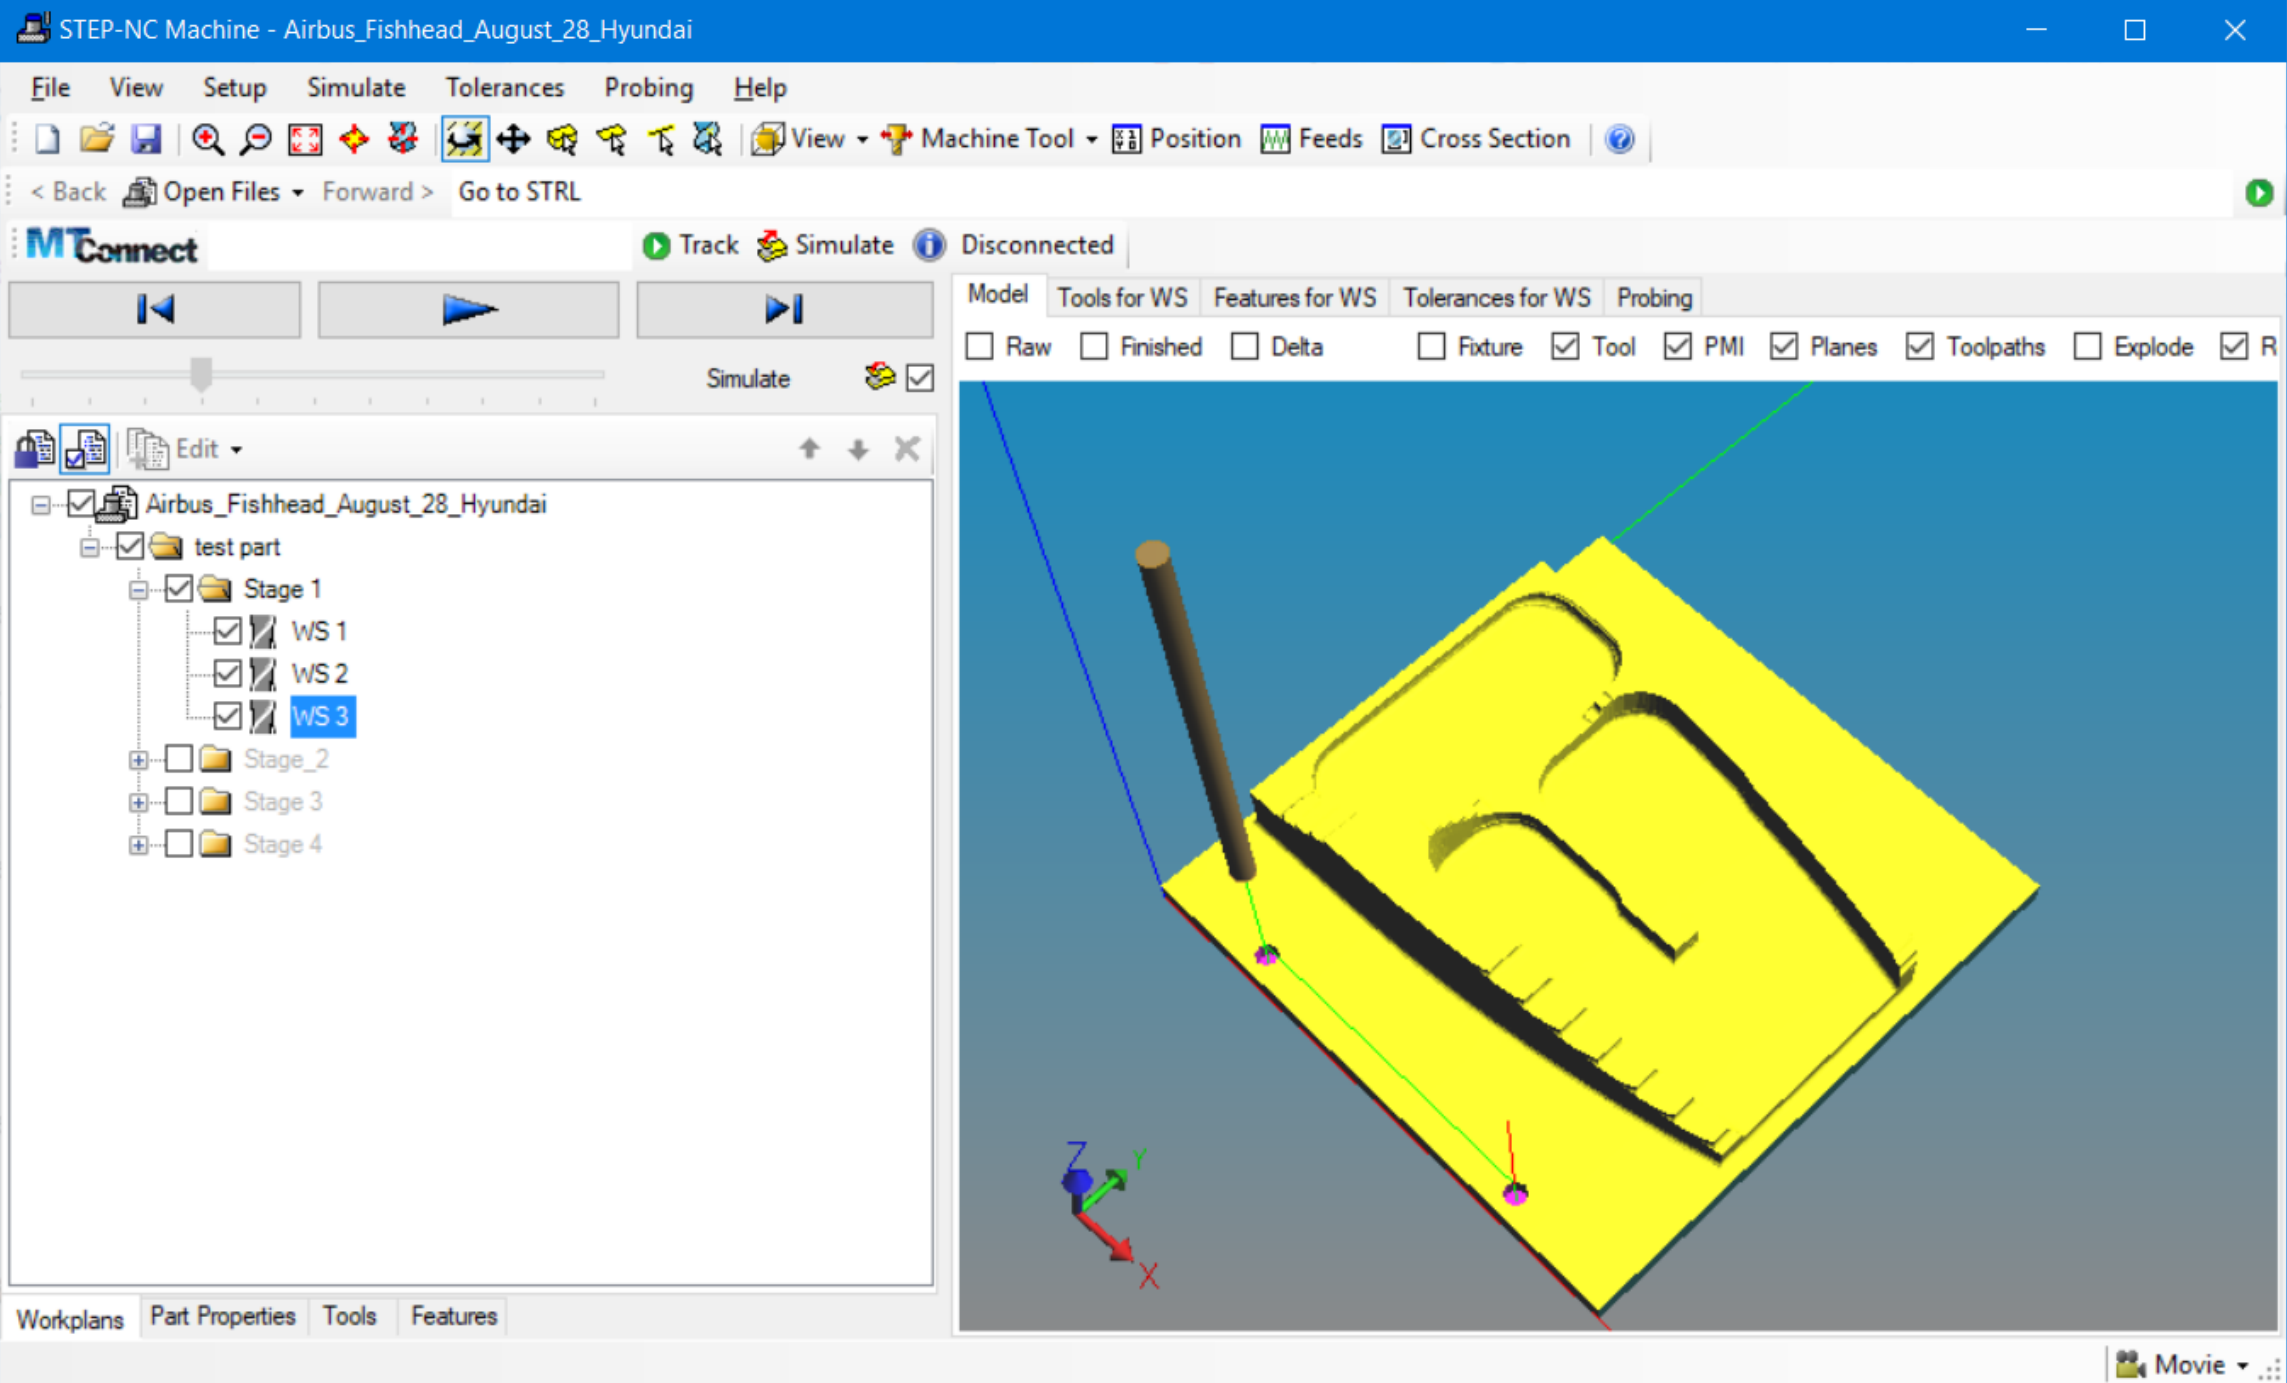 STEP-NC Machine - Airbus_Fishhead_August_28_Hyundai
File View Setup Simulate Tolerances Probing Help
View Machine Tool Position Feeds Cross Section
< Back Open Files Forward > Go to STRL
MTConnect Track Simulate Disconnected
Model Tools for WS Features for WS Tolerances for WS Probing
Raw Finished Delta Fixture Tool PMI Planes Toolpaths Explode R
Simulate
Edit
Airbus_Fishhead_August_28_Hyundai
test part
Stage 1
WS 1
WS 2
WS 3
Stage_2
Stage 3
Stage 4
Z Y
X
Workplans Part Properties Tools Features
Movie